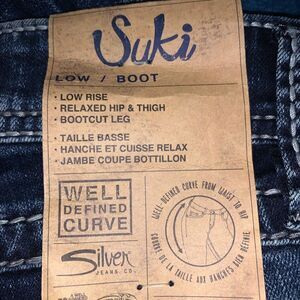 Suki
LOW / BOOT
• LOW RISE
• RELAXED HIP & THIGH
• BOOTCUT LEG
• TAILLE BASSE
• HANCHE ET CUISSE RELAX
• JAMBE COUPE BOTTILLON
WELL
DEFINED
CURVE
WELL-DEFINED CURVE FROM WAIST TO HIP
COURBE DE LA TAILLE AUX HANCHES BIEN DÉFINIE
Silver
JEANS CO.